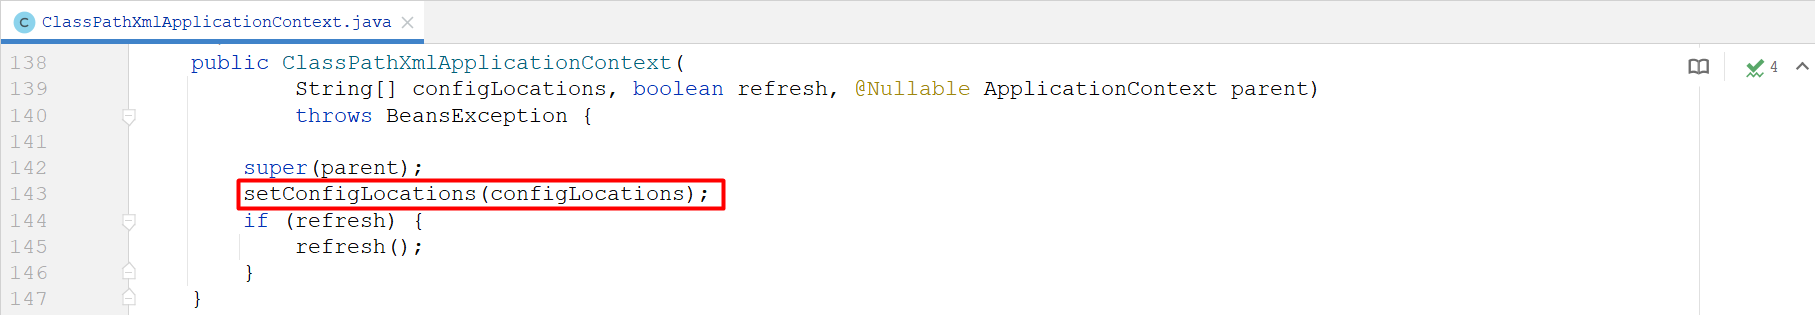 C ClassPathXmlApplicationContext.java
4
138 public ClassPathXmlApplicationContext(
139 String[] configLocations, boolean refresh, @Nullable ApplicationContext parent)
140 throws BeansException {
141
142 super(parent);
143 setConfigLocations(configLocations);
144 if (refresh) {
145 refresh();
146 }
147 }